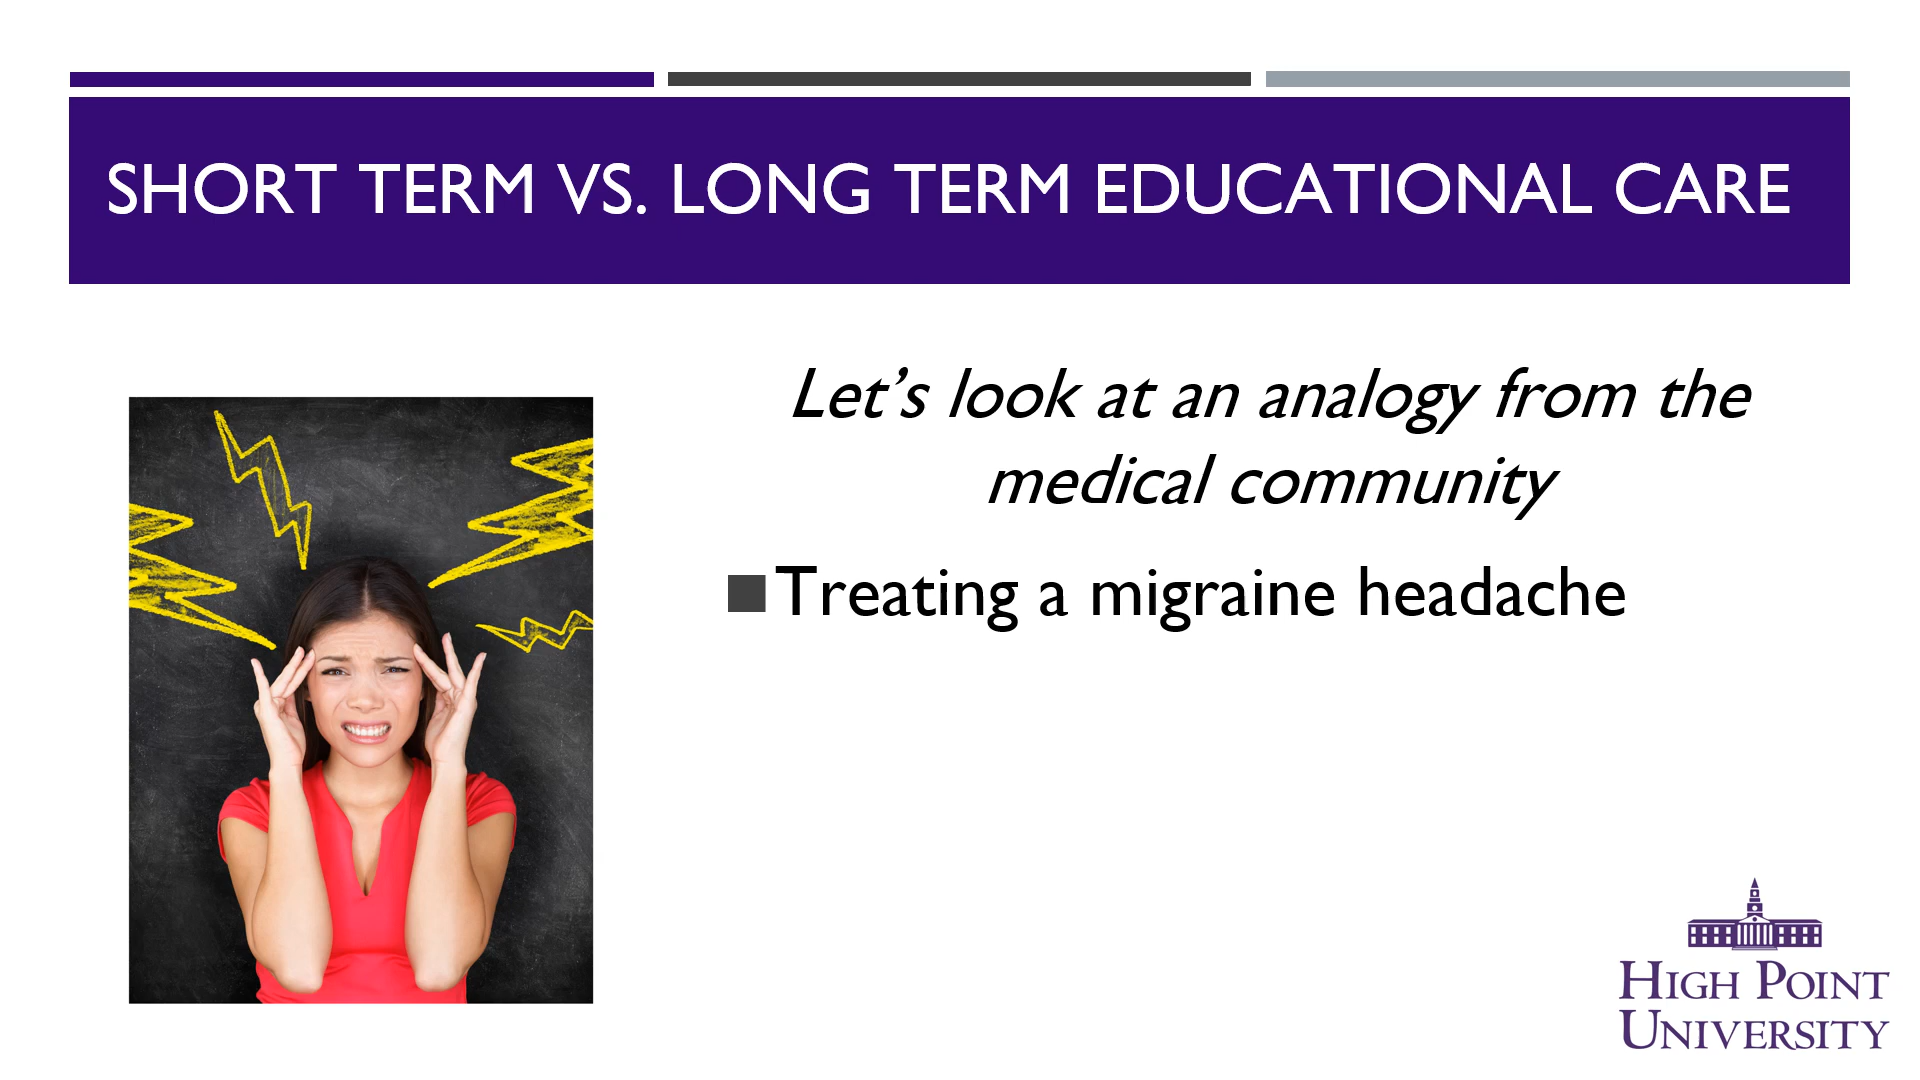 SHORT TERM VS. LONG TERM EDUCATIONAL CARE
Let’s look at an analogy from the
medical community
Treating a migraine headache
HIGH POINT
UNIVERSITY